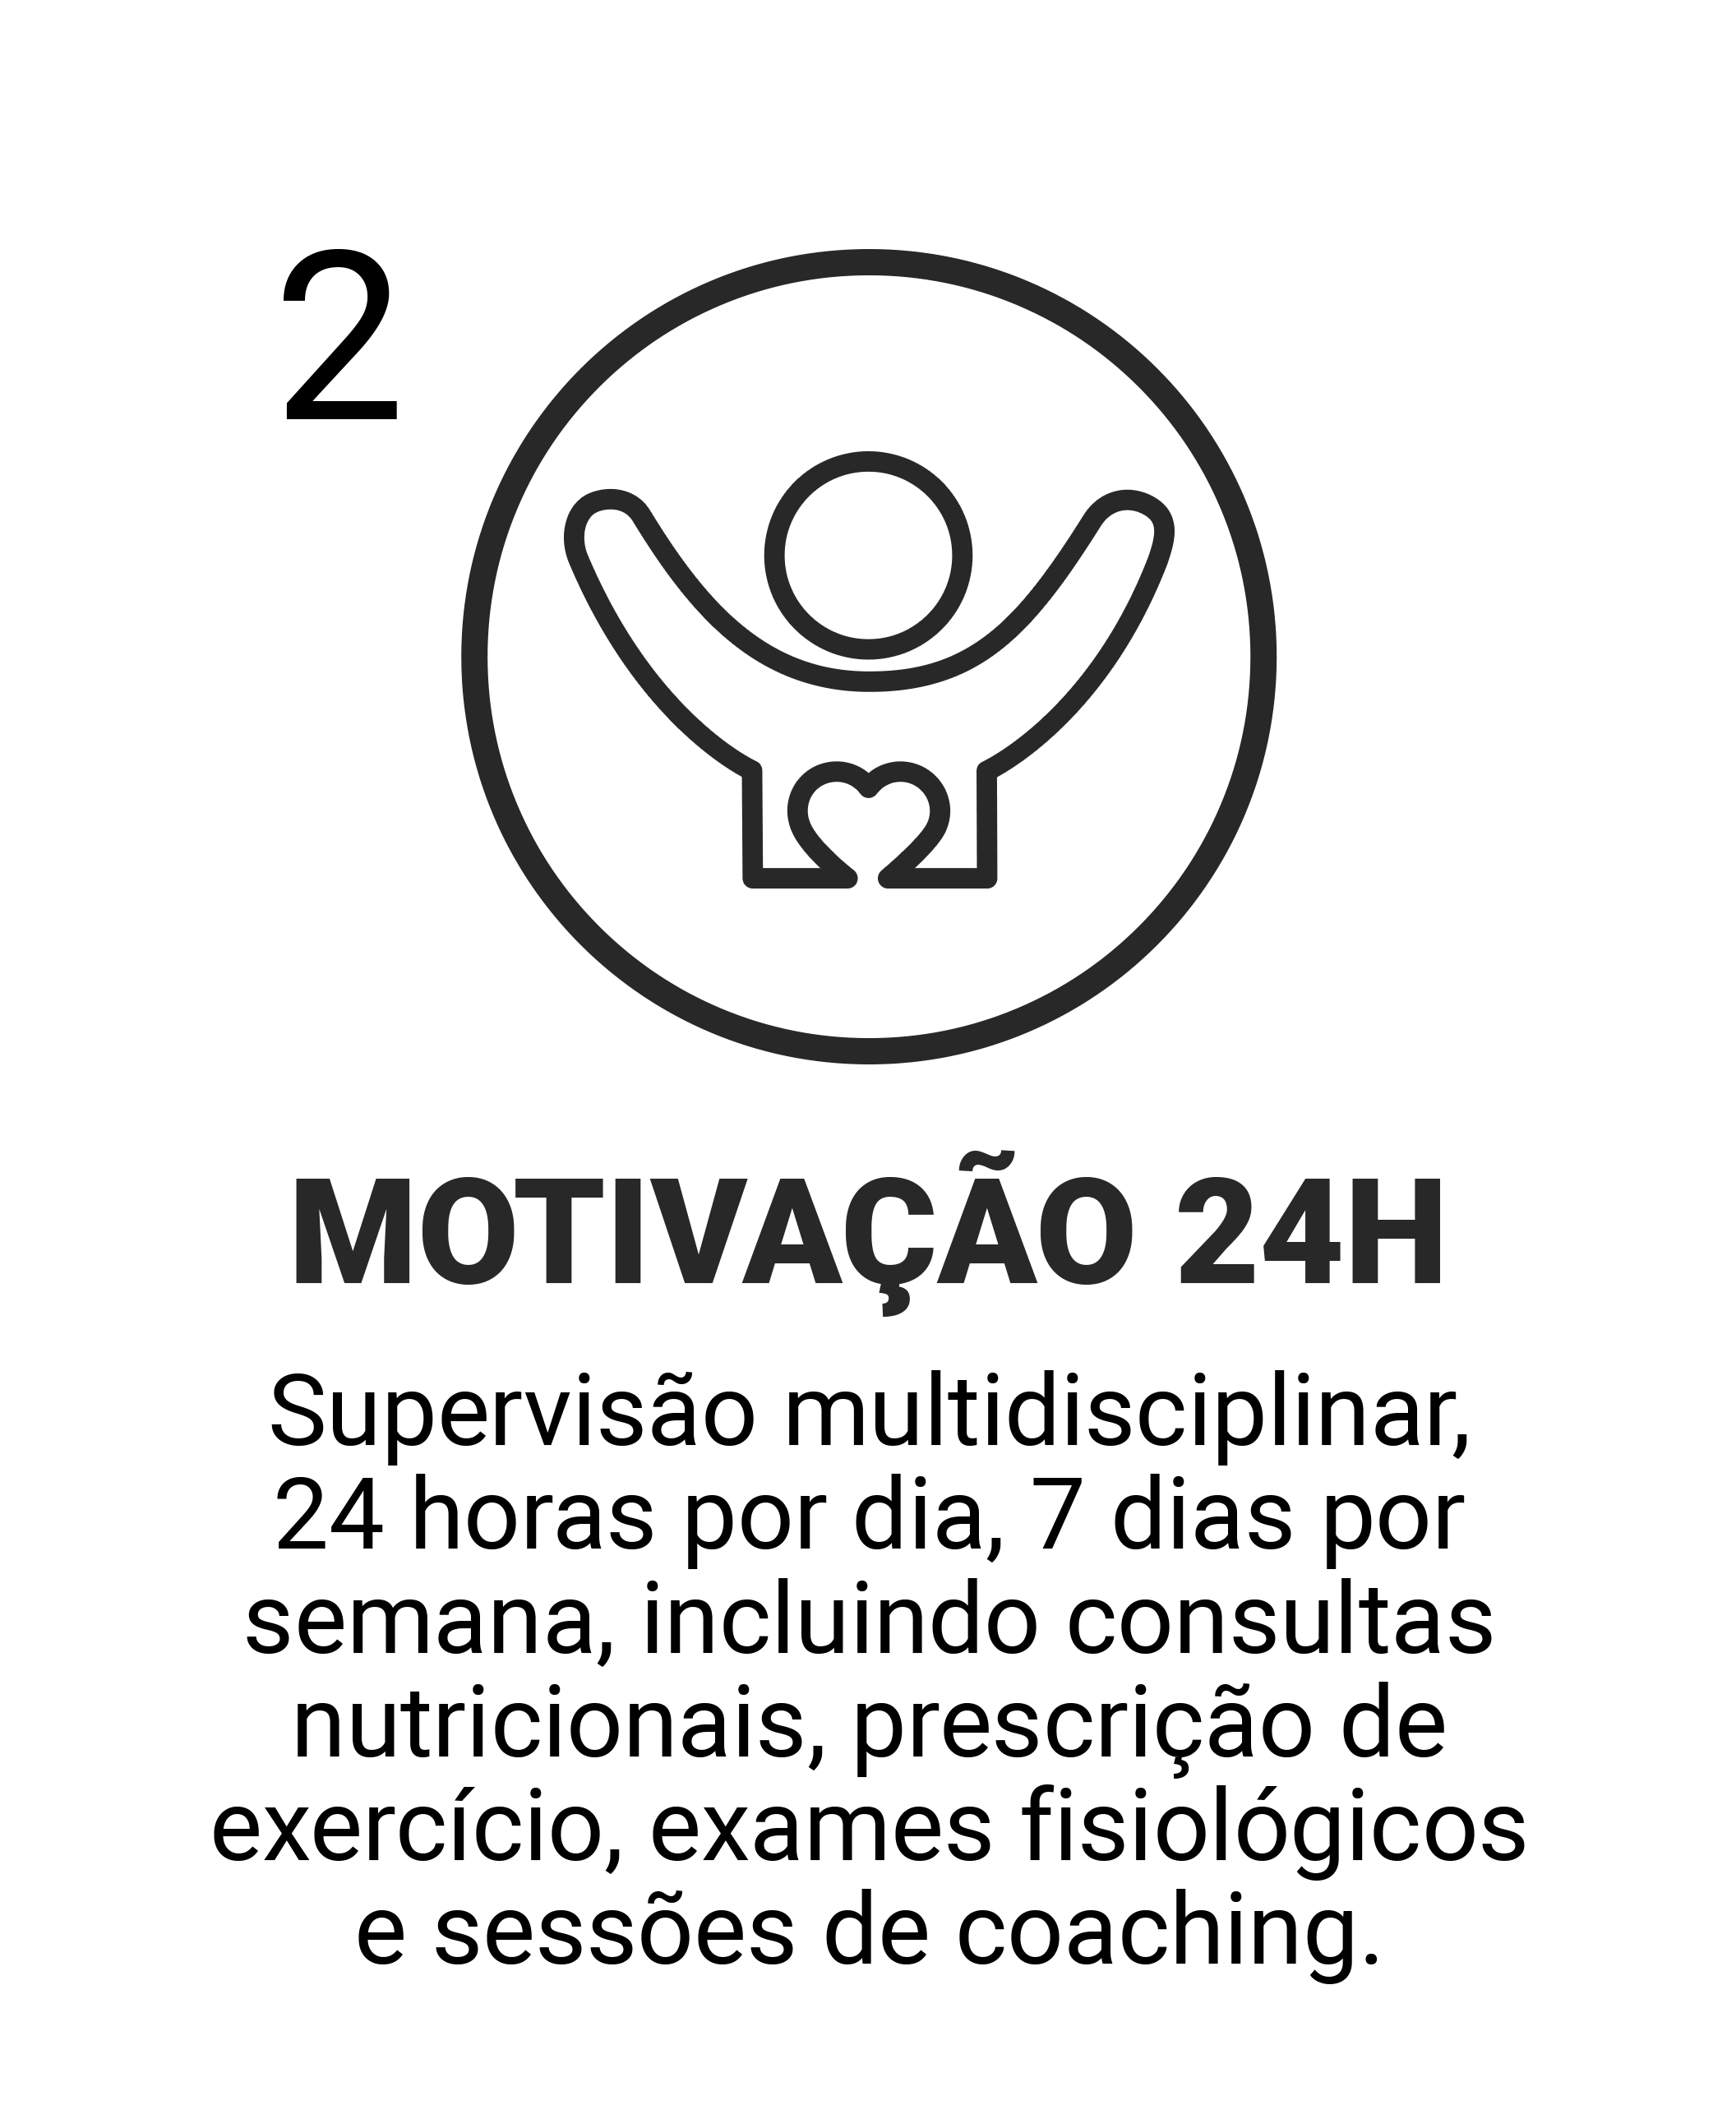 2
MOTIVAÇÃO 24H
Supervisão multidisciplinar,
24 horas por dia, 7 dias por
semana, incluindo consultas
nutricionais, prescrição de
exercício, exames fisiológicos
e sessões de coaching.